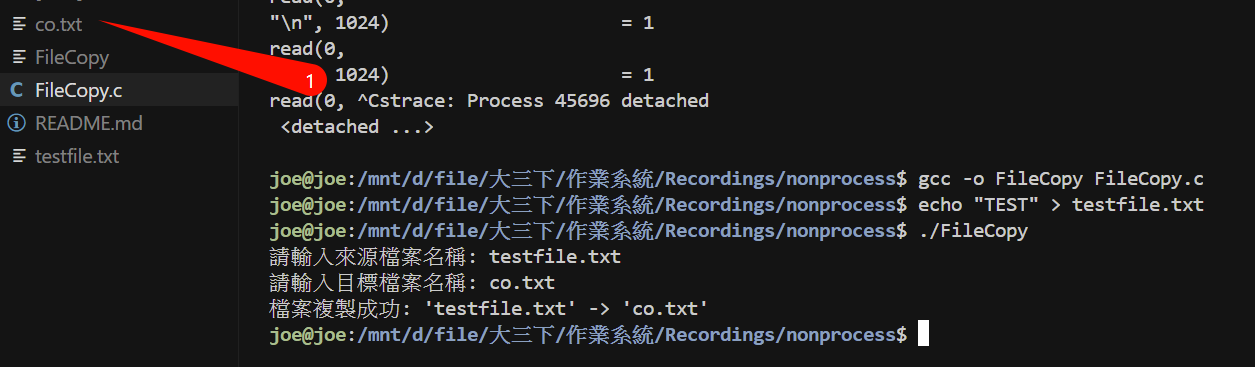 co.txt
FileCopy
FileCopy.c
README.md
testfile.txt
1
"\n", 1024) = 1
read(0,
1024) = 1
read(0, ^Cstrace: Process 45696 detached
<detached ...>
joe@joe:/mnt/d/file/大三下/作業系統/Recordings/nonprocess$ gcc -o FileCopy FileCopy.c
joe@joe:/mnt/d/file/大三下/作業系統/Recordings/nonprocess$ echo "TEST" > testfile.txt
joe@joe:/mnt/d/file/大三下/作業系統/Recordings/nonprocess$ ./FileCopy
請輸入來源檔案名稱: testfile.txt
請輸入目標檔案名稱: co.txt
檔案複製成功: 'testfile.txt' -> 'co.txt'
joe@joe:/mnt/d/file/大三下/作業系統/Recordings/nonprocess$